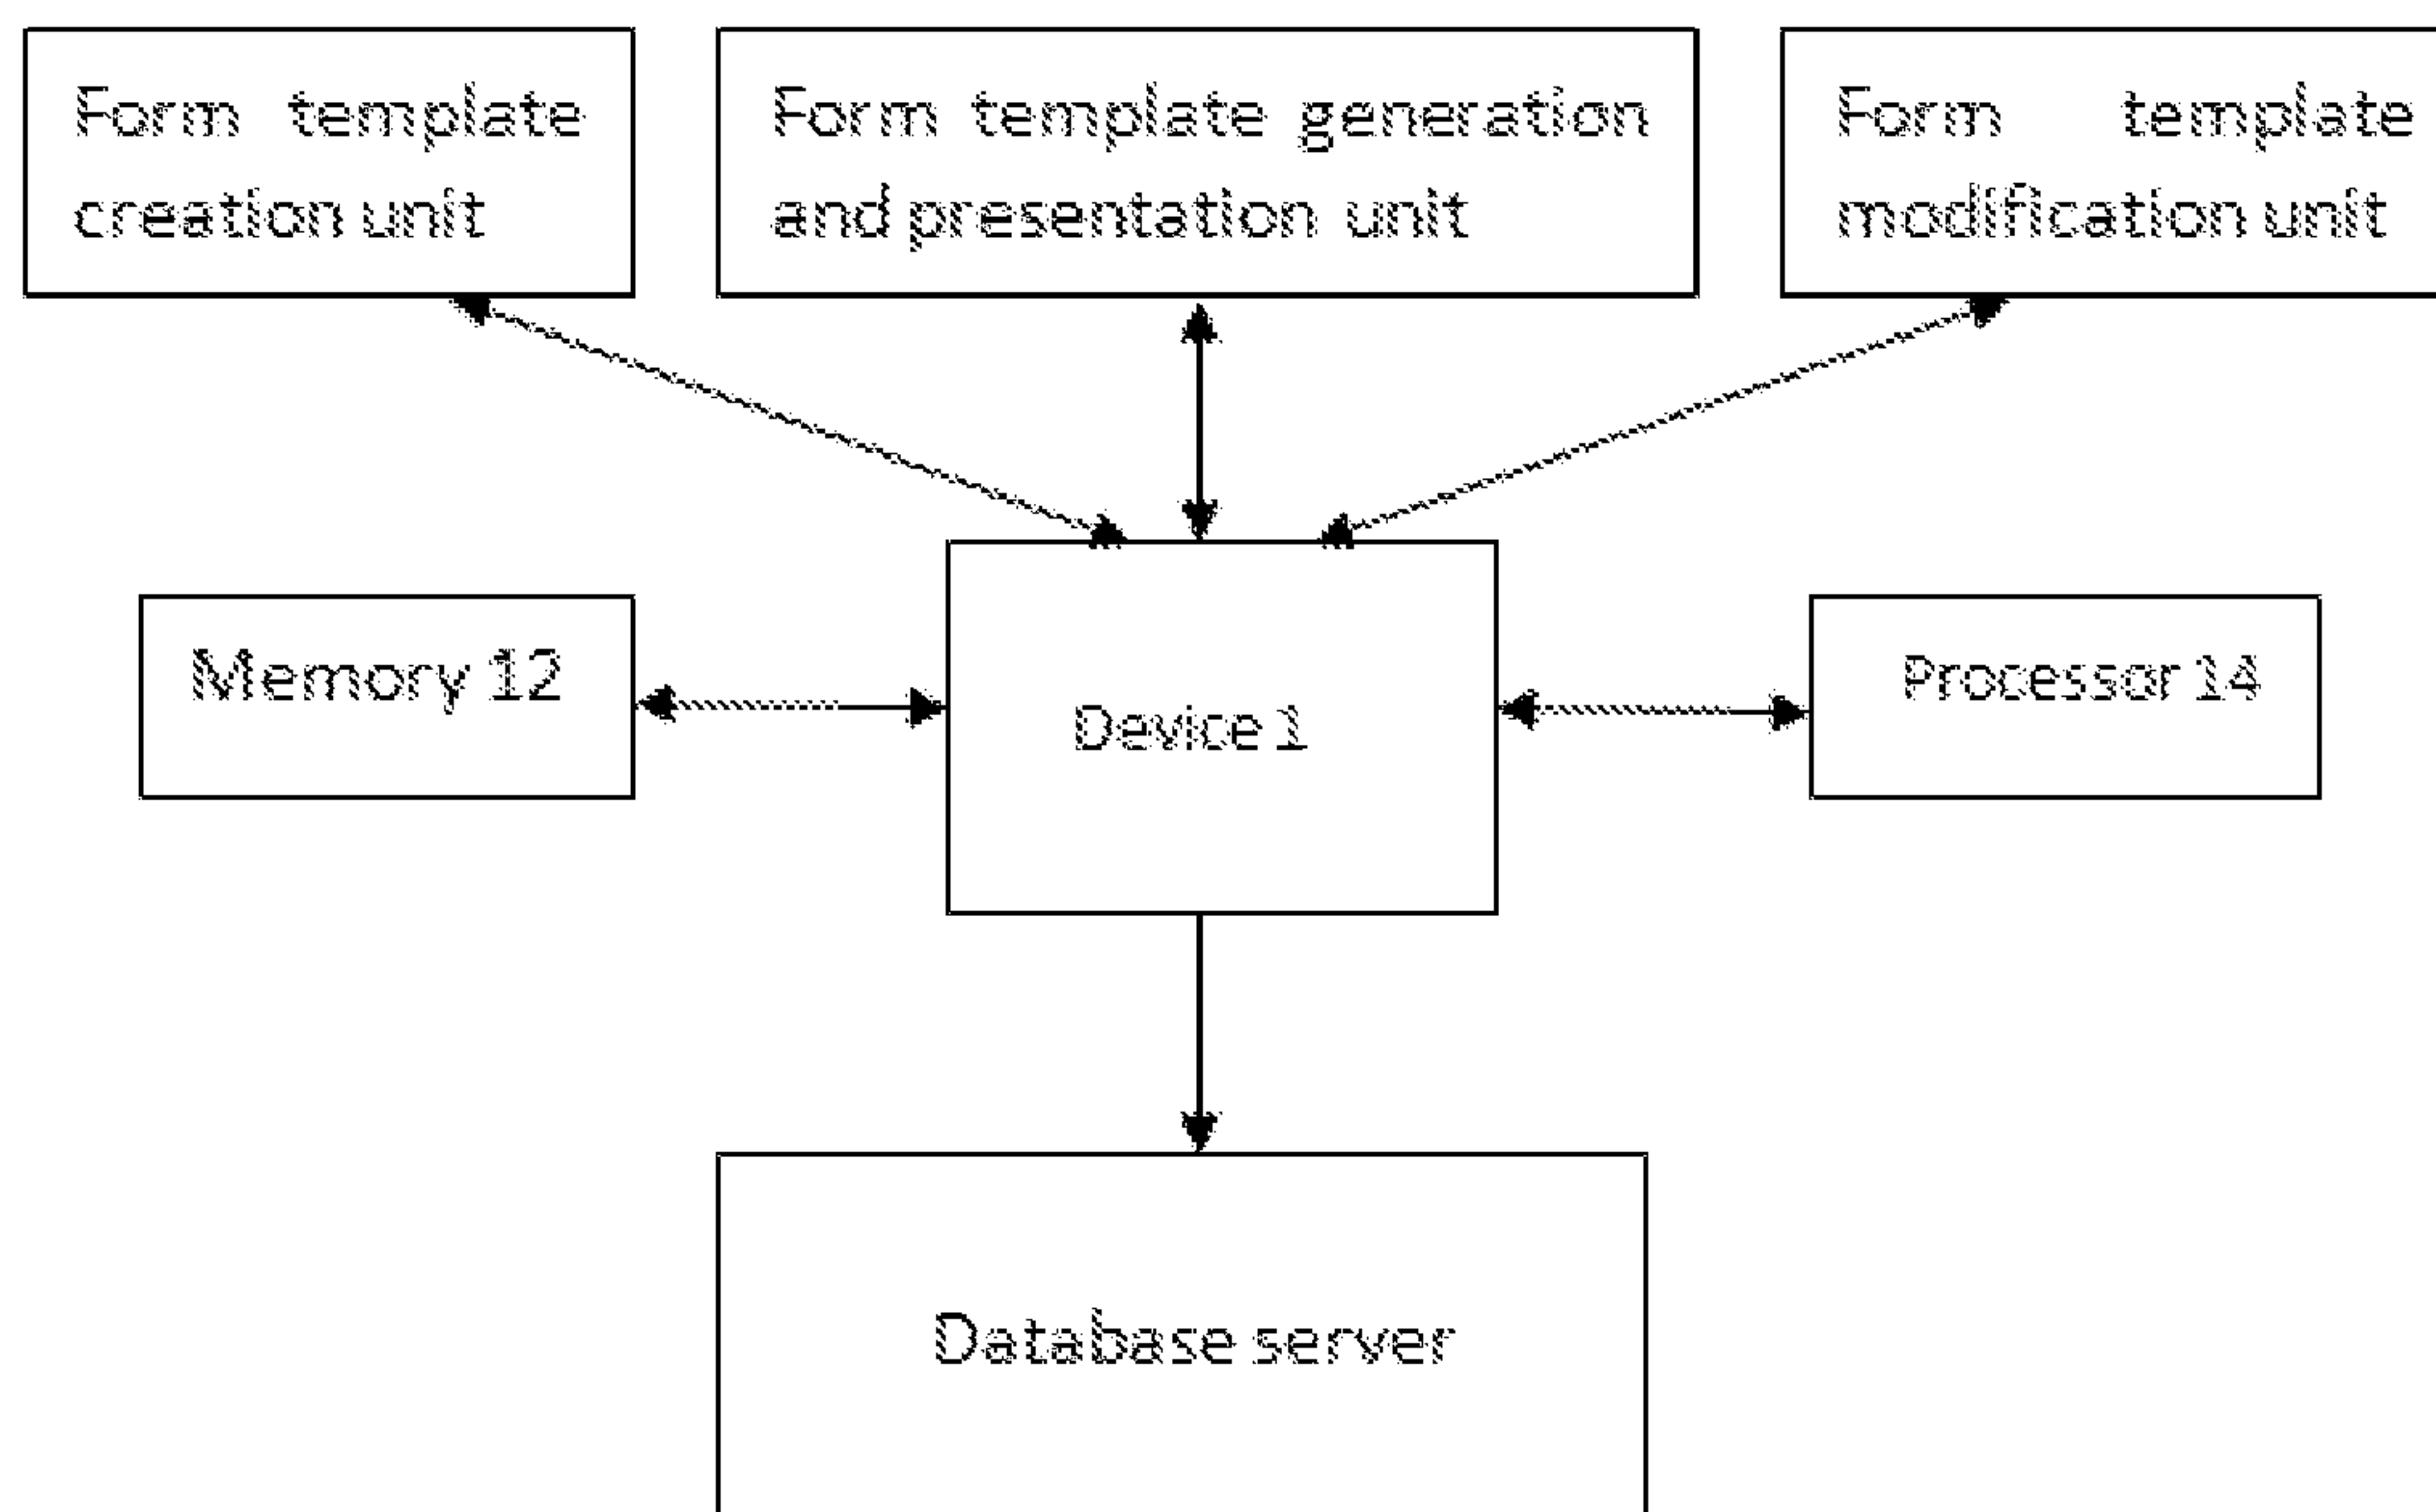 Form template
creation unit
Form template generation
and presentation unit
Form template
modification unit
Memory 12
Device 1
Processor 14
Database server